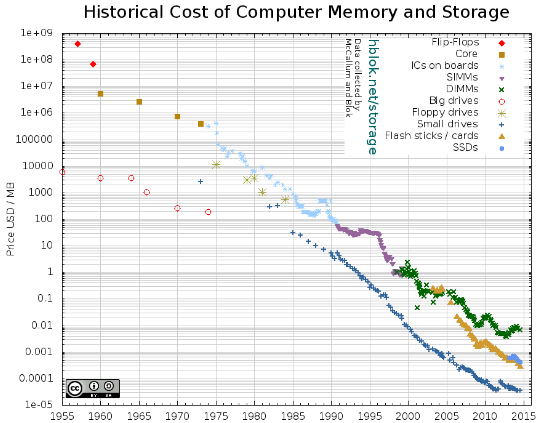 Historical Cost of Computer Memory and Storage
1e+09
1e+08
1e+07
1e+06
100000
10000
1000
100
10
1
0.1
0.01
0.001
0.0001
1e-05
Price USD / MB
1955
1960
1965
1970
1975
1980
1985
1990
1995
2000
2005
2010
2015
hblok.net/storage
Data collected by
McCallum and Blok
Flip-Flops
Core
ICs on boards
SIMMs
DIMMs
Big drives
Floppy drives
Small drives
Flash sticks / cards
SSDs
cc
BY